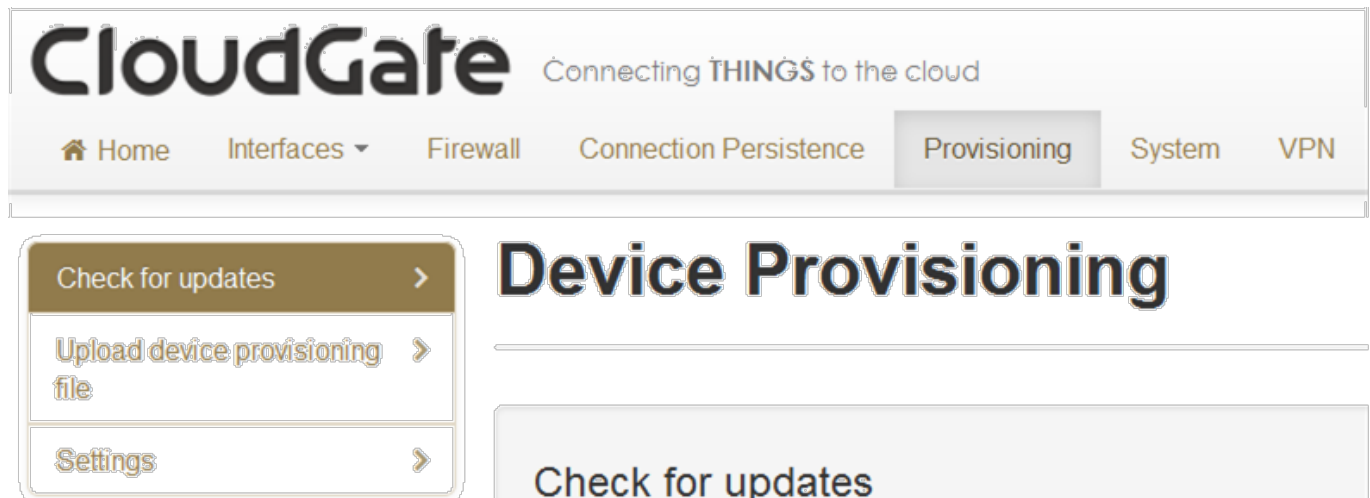 CloudGate Connecting THINGS to the cloud
Home Interfaces Firewall Connection Persistence Provisioning System VPN
Check for updates
Upload device provisioning
file
Settings
Device Provisioning
Check for updates